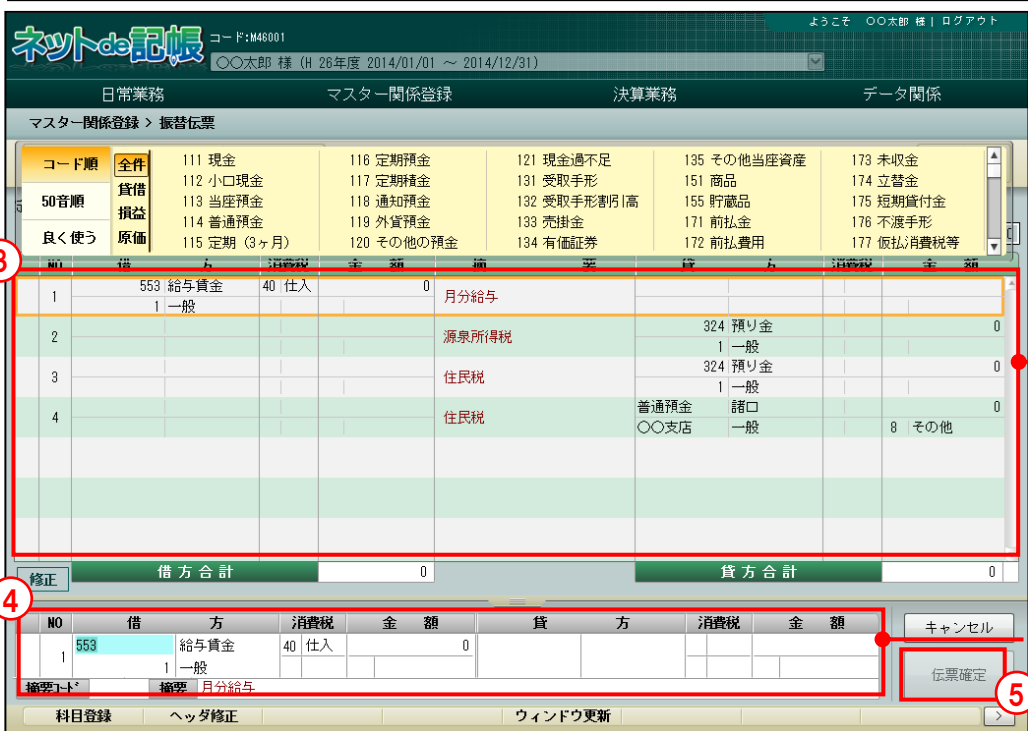 ようこそ 〇〇太郎 様 | ログアウト
ネットde記帳 コード:M46001
〇〇太郎 様 (H 26年度 2014/01/01 ～ 2014/12/31)
日常業務 マスター関係登録 決算業務 データ関係
マスター関係登録 > 振替伝票
コード順 全件 111 現金 116 定期預金 121 現金過不足 135 その他当座資産 173 未収金
貸借 112 小口現金 117 定期積金 131 受取手形 151 商品 174 立替金
50音順 113 当座預金 118 通知預金 132 受取手形割引高 155 貯蔵品 175 短期貸付金
損益 114 普通預金 119 外貨預金 133 売掛金 171 前払金 176 不渡手形
良く使う 原価 115 定期 (3ヶ月) 120 その他の預金 134 有価証券 172 前払費用 177 仮払消費税等
3
NO 借 方 消費税 金 額 摘 要 貸 方 消費税 金 額
1 553 給与賃金 40 仕入 0 月分給与
1 一般
2 源泉所得税 324 預り金 0
1 一般
3 住民税 324 預り金 0
1 一般
4 住民税 普通預金 諸口 0
〇〇支店 一般 8 その他
修正 借方合計 0 貸方合計 0
4
NO 借 方 消費税 金 額 貸 方 消費税 金 額
キャンセル
1 553 給与賃金 40 仕入 0
1 一般
伝票確定
5
摘要コード 摘要 月分給与
科目登録 ヘッダ修正 ウィンドウ更新 >